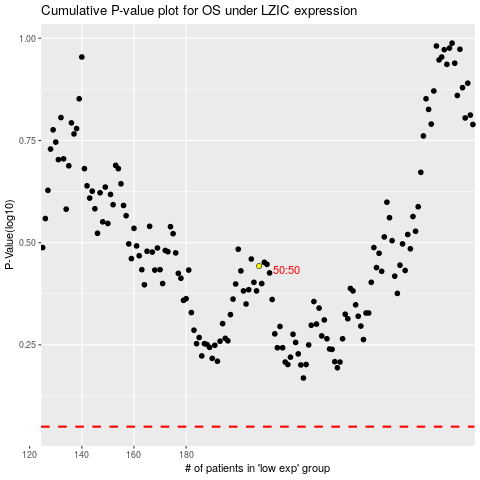 Cumulative P-value plot for OS under LZIC expression
P-Value(log10)
1.00
0.75
0.50
0.25
50:50
120 140 160 180
# of patients in 'low exp' group